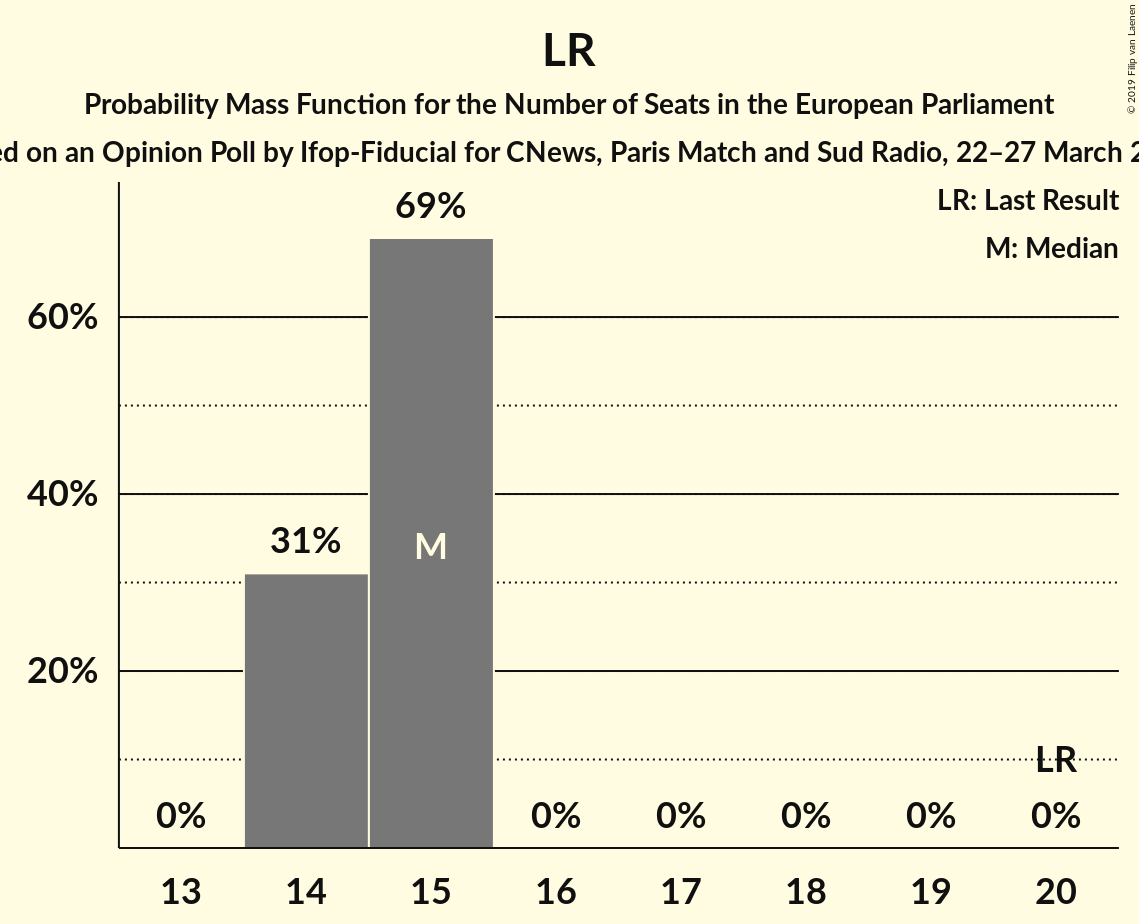 LR
Probability Mass Function for the Number of Seats in the European Parliament
on an Opinion Poll by Ifop-Fiducial for CNews, Paris Match and Sud Radio, 22–27 March
© 2019 Filip van Laenen
LR: Last Result
M: Median
69%
60%
40%
31%
M
20%
LR
0%
0%
0%
0%
0%
0%
13
14
15
16
17
18
19
20